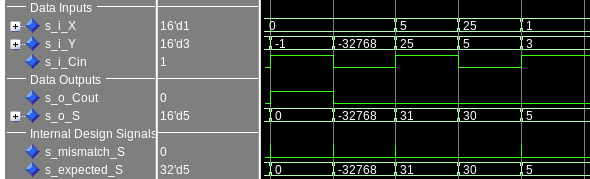 Data Inputs
s_i_X 16'd1 0 5 25 1
s_i_Y 16'd3 -1 -32768 25 5 3
s_i_Cin 1
Data Outputs
s_o_Cout 0
s_o_S 16'd5 0 -32768 31 30 5
Internal Design Signals
s_mismatch_S 0
s_expected_S 32'd5 0 -32768 31 30 5